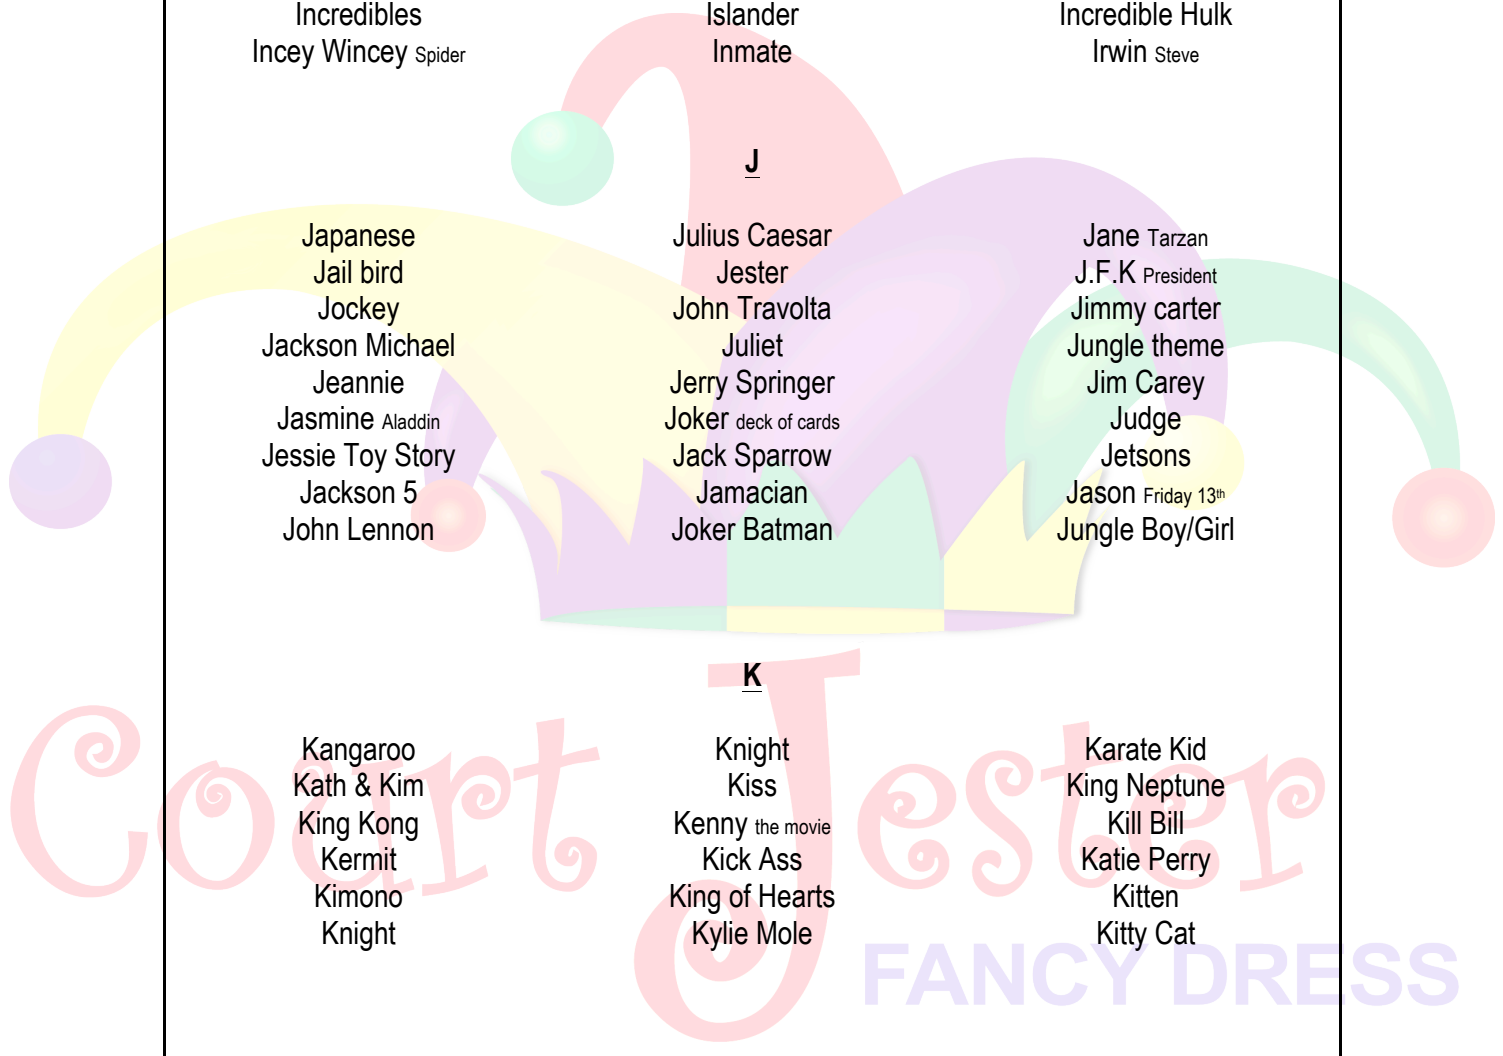 Incredibles Islander Incredible Hulk
Incey Wincey Spider Inmate Irwin Steve
J
Japanese Julius Caesar Jane Tarzan
Jail bird Jester J.F.K President
Jockey John Travolta Jimmy carter
Jackson Michael Juliet Jungle theme
Jeannie Jerry Springer Jim Carey
Jasmine Aladdin Joker deck of cards Judge
Jessie Toy Story Jack Sparrow Jetsons
Jackson 5 Jamacian Jason Friday 13th
John Lennon Joker Batman Jungle Boy/Girl
K
Kangaroo Knight Karate Kid
Kath & Kim Kiss King Neptune
King Kong Kenny the movie Kill Bill
Kermit Kick Ass Katie Perry
Kimono King of Hearts Kitten
Knight Kylie Mole Kitty Cat
Court Jester
FANCY DRESS